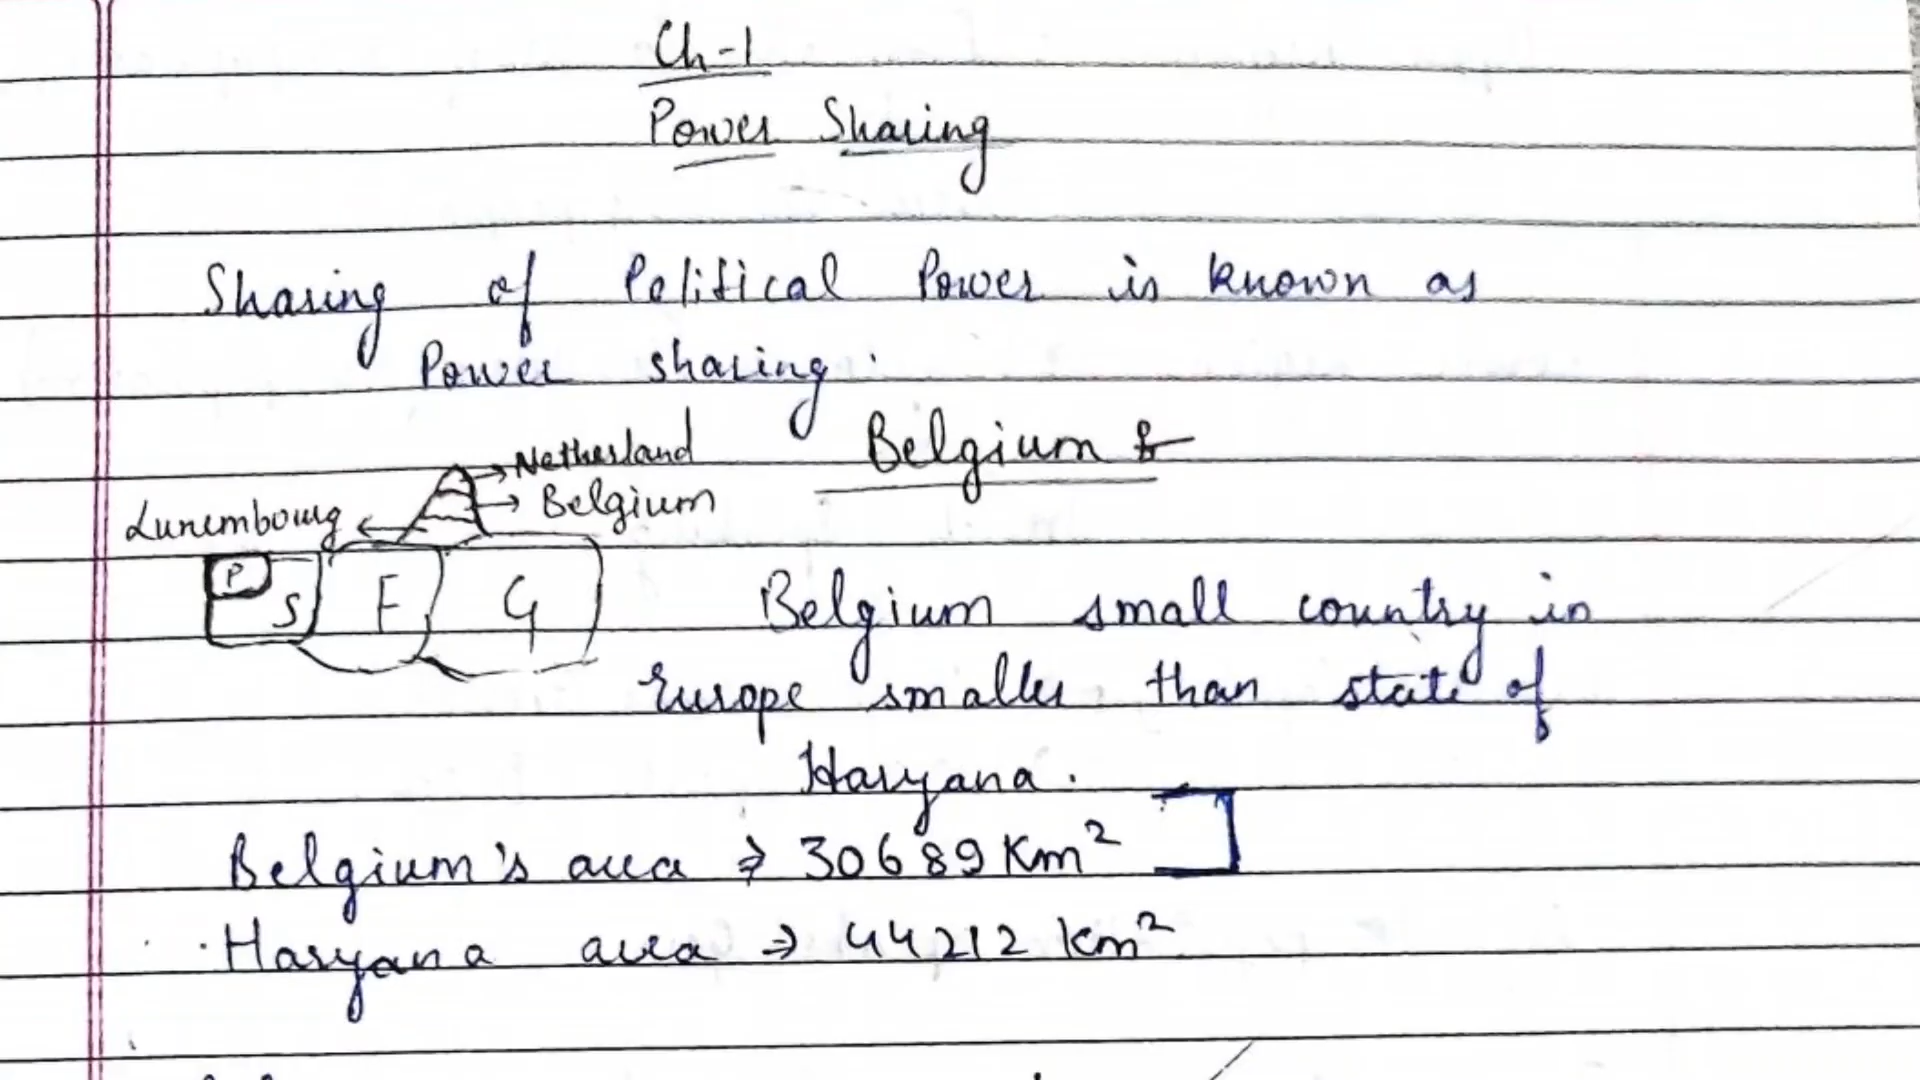 Ch-1
Power Sharing
Sharing of Political Power is known as
Power sharing.
Belgium
Netherland
Belgium
Luxembourg
P
S F G
Belgium small country in
Europe smaller than state of
Haryana.
Belgium's area ⇒ 30689 Km²
Haryana area ⇒ 44212 km²